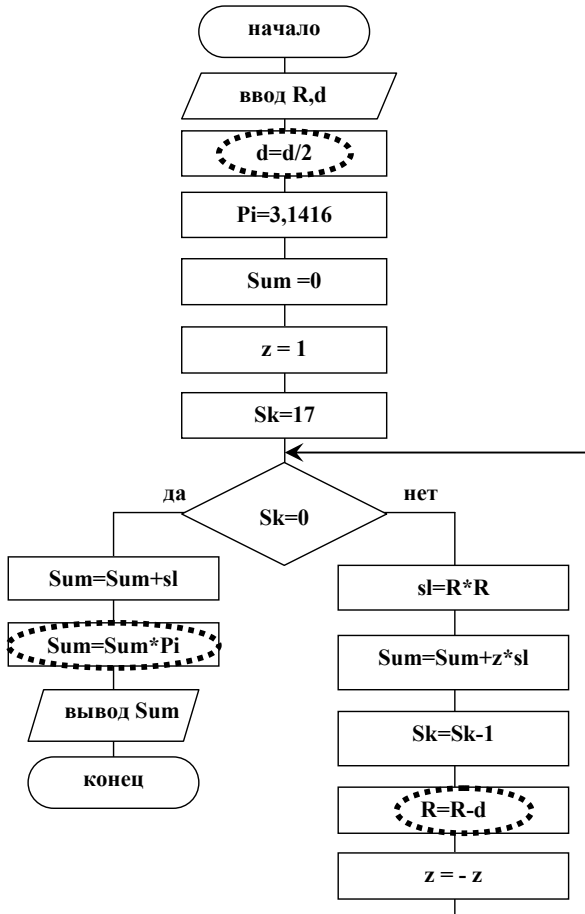 начало
ввод R,d
d=d/2
Pi=3,1416
Sum =0
z = 1
Sk=17
да
нет
Sk=0
Sum=Sum+sl
Sum=Sum*Pi
вывод Sum
конец
sl=R*R
Sum=Sum+z*sl
Sk=Sk-1
R=R-d
z = - z